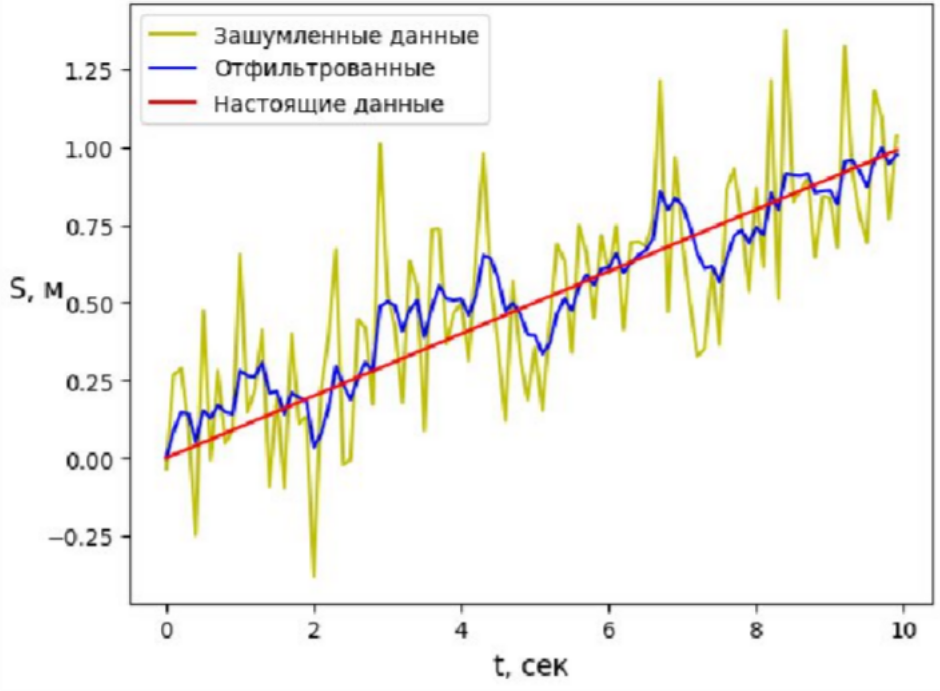 Зашумленные данные
Отфильтрованные
Настоящие данные
1.25
1.00
0.75
S, м
0.50
0.25
0.00
−0.25
0 2 4 6 8 10
t, сек